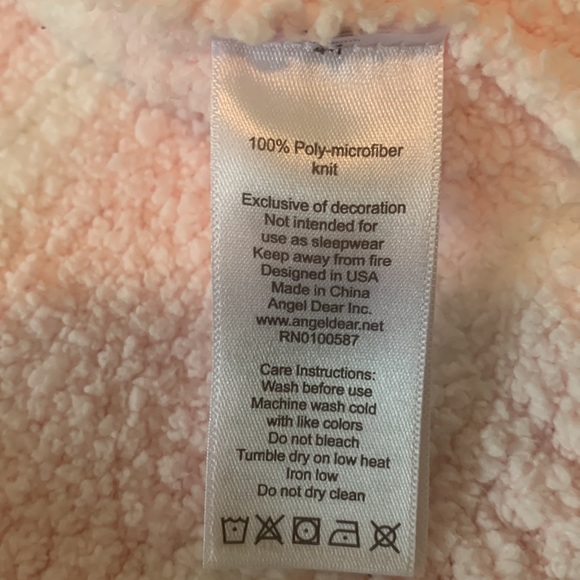 100% Poly-microfiber
knit
Exclusive of decoration
Not intended for
use as sleepwear
Keep away from fire
Designed in USA
Made in China
Angel Dear Inc.
www.angeldear.net
RN0100587
Care Instructions:
Wash before use
Machine wash cold
with like colors
Do not bleach
Tumble dry on low heat
Iron low
Do not dry clean